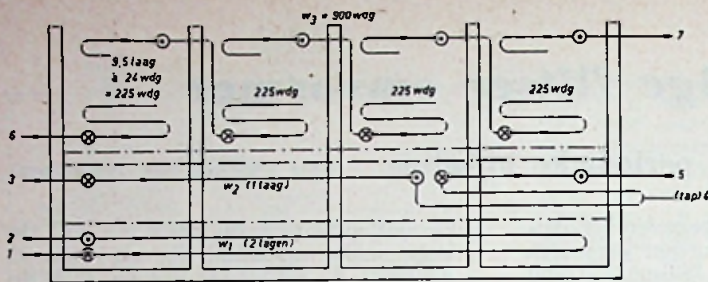 w3 = 900 wdg
7
9,5 laag
à 24 wdg
= 225 wdg
225 wdg
225 wdg
225 wdg
6
3
w2 (1 laag)
5
(tap) 4
2
w1 (2 lagen)
1